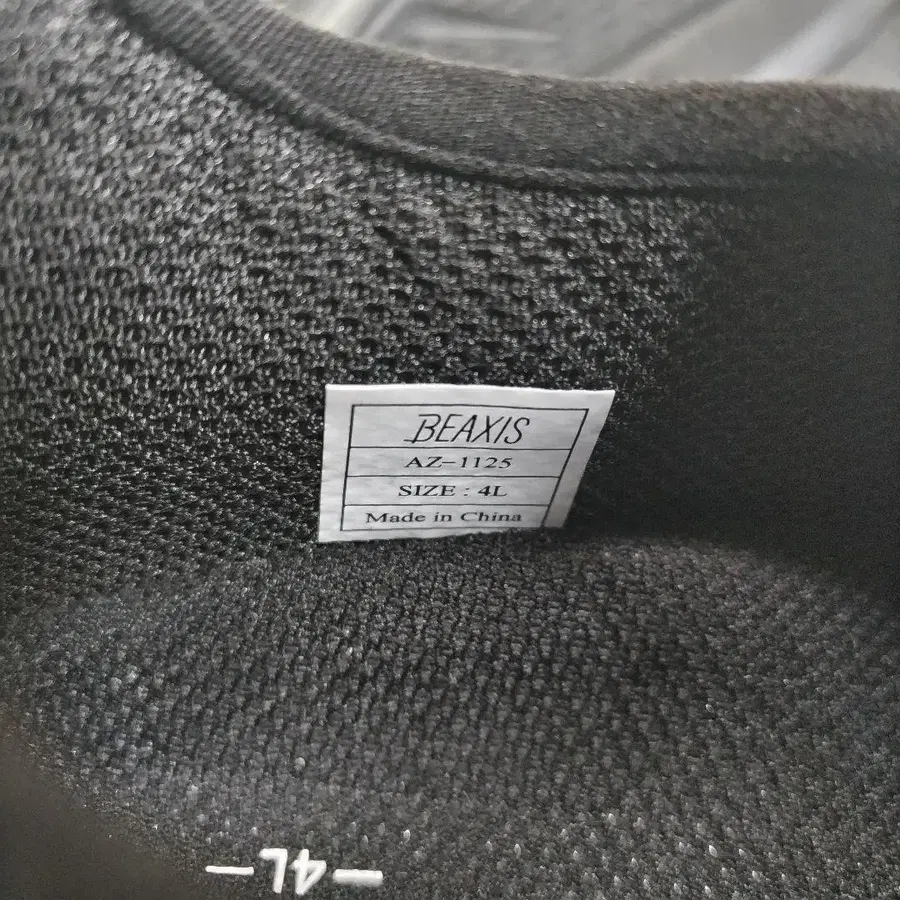 BEAXIS
AZ-1125
SIZE : 4L
Made in China
-4L-